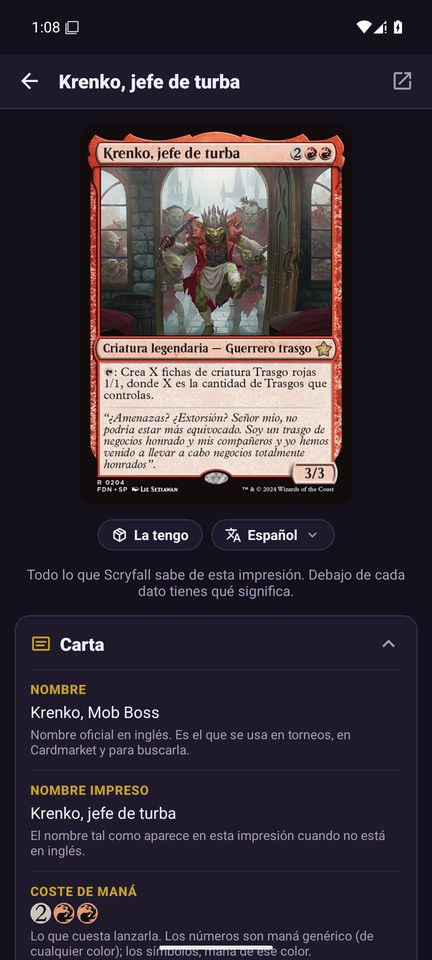 1:08
Krenko, jefe de turba
Krenko, jefe de turba 2
Criatura legendaria — Guerrero trasgo
: Crea X fichas de criatura Trasgo rojas
1/1, donde X es la cantidad de Trasgos que
controlas.
“¿Amenazas? ¿Extorsión? Señor mio, no
podría estar más equivocado. Soy un trasgo de
negocios honrado y mis compañeros y yo hemos
venido a llevar a cabo negocios totalmente
honrados”.
3/3
R 0204
FDN • SP Lie Setiawan
™ & © 2024 Wizards of the Coast
La tengo
Español
Todo lo que Scryfall sabe de esta impresión. Debajo de cada
dato tienes qué significa.
Carta
NOMBRE
Krenko, Mob Boss
Nombre oficial en inglés. Es el que se usa en torneos, en
Cardmarket y para buscarla.
NOMBRE IMPRESO
Krenko, jefe de turba
El nombre tal como aparece en esta impresión cuando no está
en inglés.
COSTE DE MANÁ
2
Lo que cuesta lanzarla. Los números son maná genérico (de
cualquier color); los símbolos, maná de ese color.